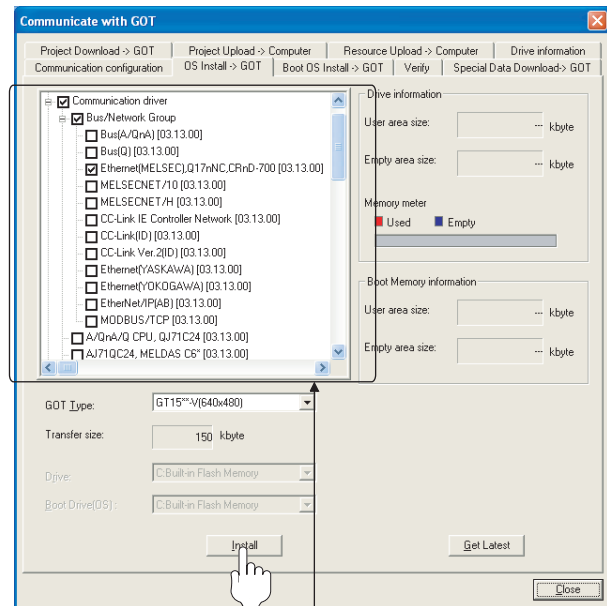 Communicate with GOT
Project Download -> GOT
Project Upload -> Computer
Resource Upload -> Computer
Drive information
Communication configuration
OS Install -> GOT
Boot OS Install -> GOT
Verify
Special Data Download-> GOT
Communication driver
Bus/Network Group
Bus(A/QnA) [03.13.00]
Bus(Q) [03.13.00]
Ethernet(MELSEC),Q17nNC,CRnD-700 [03.13.00]
MELSECNET/10 [03.13.00]
MELSECNET/H [03.13.00]
CC-Link IE Controller Network [03.13.00]
CC-Link(ID) [03.13.00]
CC-Link Ver.2(ID) [03.13.00]
Ethernet(YASKAWA) [03.13.00]
Ethernet(YOKOGAWA) [03.13.00]
EtherNet/IP(AB) [03.13.00]
MODBUS/TCP [03.13.00]
A/QnA/Q CPU, QJ71C24 [03.13.00]
AJ71QC24, MELDAS C6* [03.13.00]
Drive information
User area size: --- kbyte
Empty area size: --- kbyte
Memory meter
Used Empty
Boot Memory information
User area size: --- kbyte
Empty area size: --- kbyte
GOT Type: GT15**-V(640x480)
Transfer size: 150 kbyte
Drive: C:Built-in Flash Memory
Boot Drive(OS) : C:Built-in Flash Memory
Install
Get Latest
Close